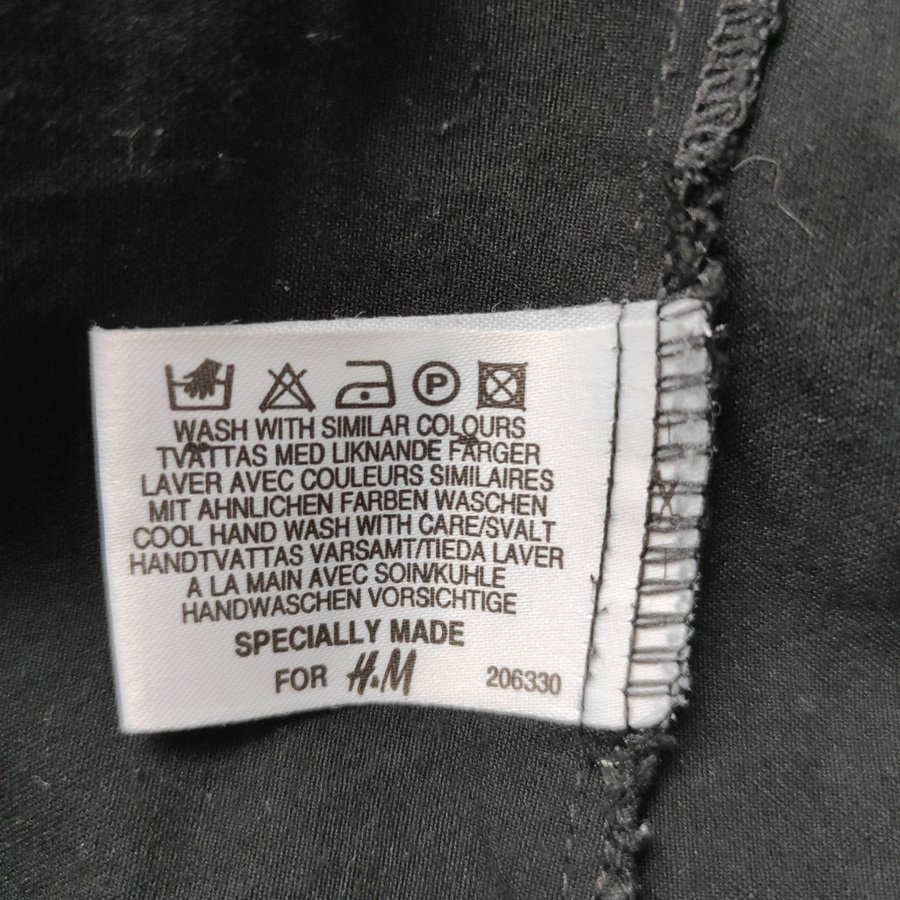 P
WASH WITH SIMILAR COLOURS
TVATTAS MED LIKNANDE FARGER
LAVER AVEC COULEURS SIMILAIRES
MIT AHNLICHEN FARBEN WASCHEN
COOL HAND WASH WITH CARE/SVALT
HANDTVATTAS VARSAMT/TIEDA LAVER
A LA MAIN AVEC SOIN/KUHLE
HANDWASCHEN VORSICHTIGE
SPECIALLY MADE
FOR H&M 206330